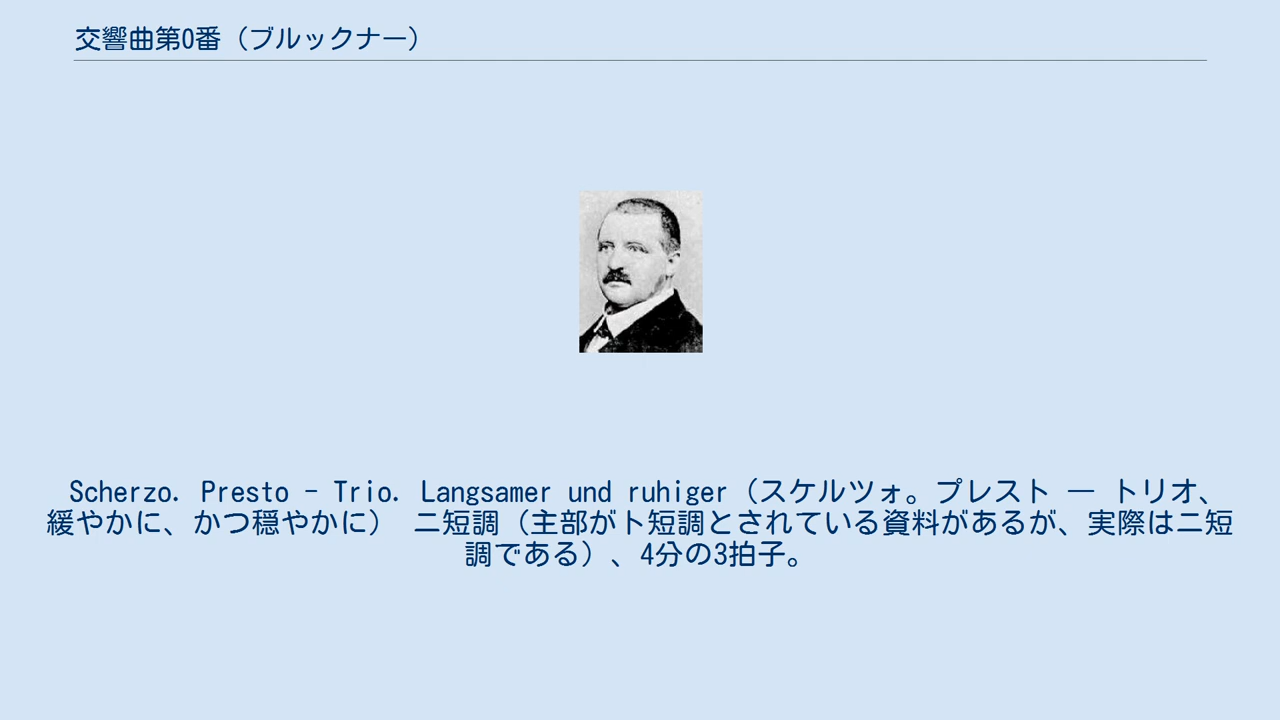 交響曲第0番（ブルックナー）
Scherzo. Presto - Trio. Langsamer und ruhiger（スケルツォ。プレスト ― トリオ、
緩やかに、かつ穏やかに） ニ短調（主部がト短調とされている資料があるが、実際はニ短
調である）、4分の3拍子。